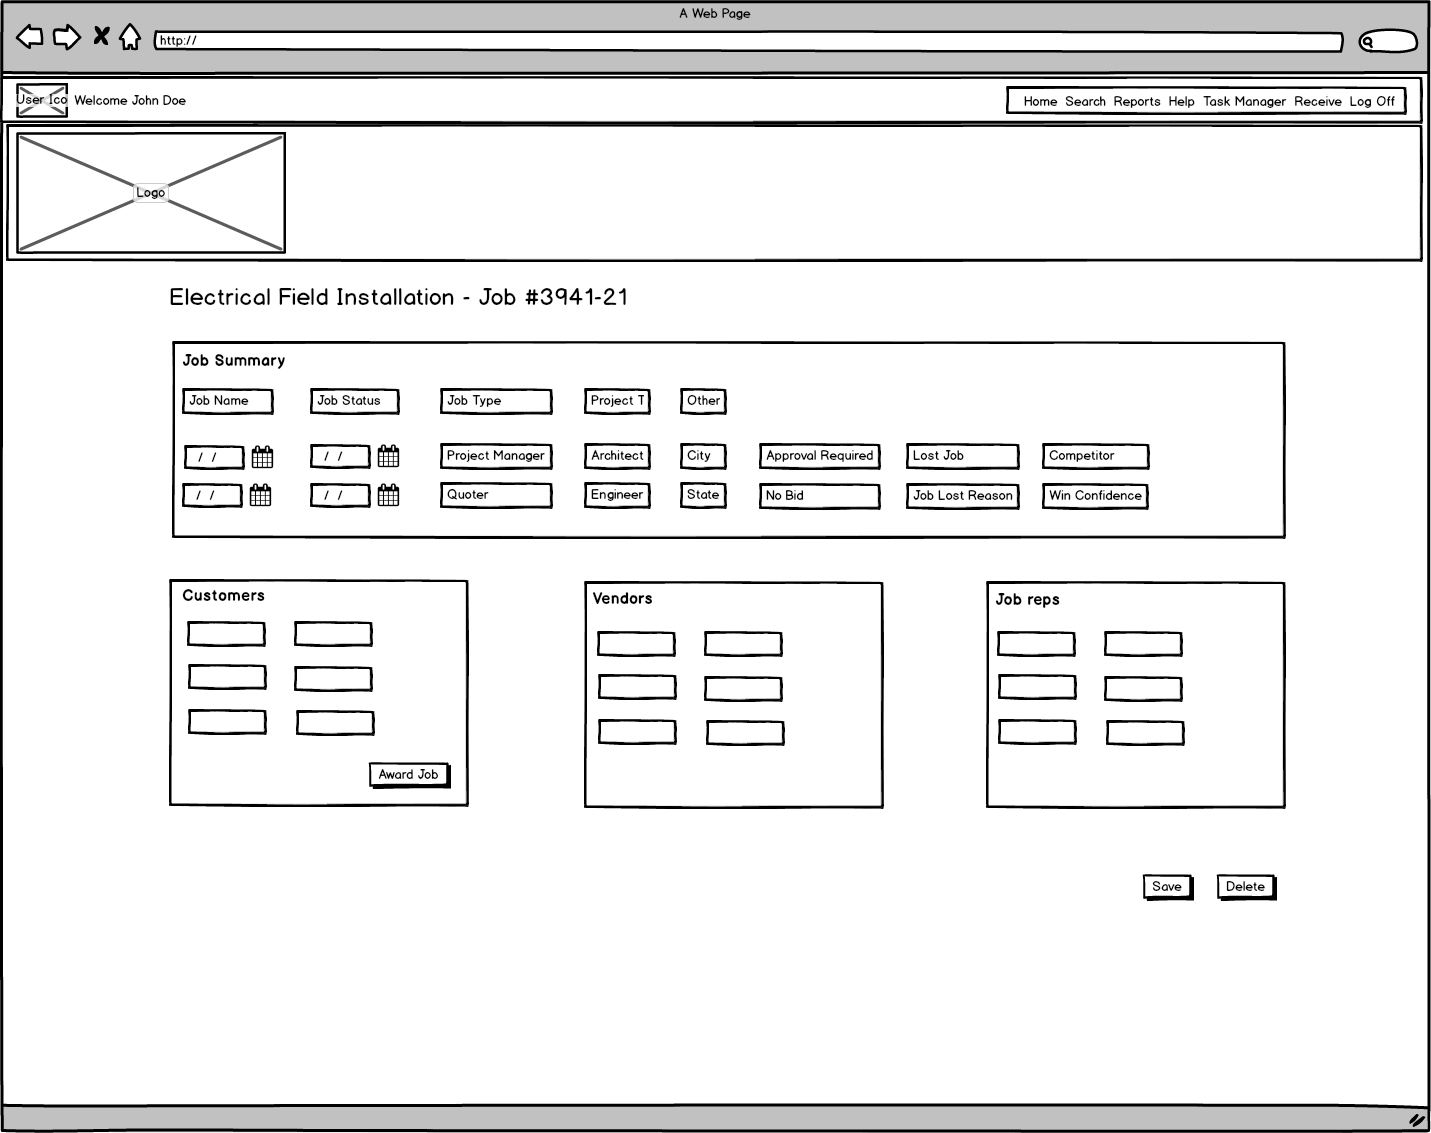 A Web Page
http://
User Ico Welcome John Doe
Home Search Reports Help Task Manager Receive Log Off
Logo
Electrical Field Installation - Job #3941-21
Job Summary
Job Name Job Status Job Type Project T Other
/ / / / Project Manager Architect City Approval Required Lost Job Competitor
/ / / / Quoter Engineer State No Bid Job Lost Reason Win Confidence
Customers
Award Job
Vendors
Job reps
Save Delete